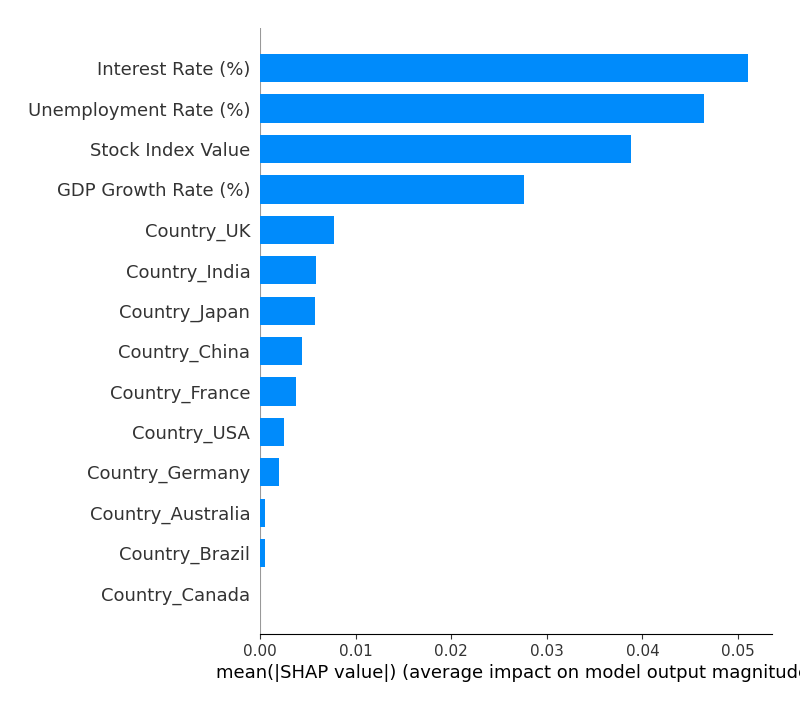 Interest Rate (%)
Unemployment Rate (%)
Stock Index Value
GDP Growth Rate (%)
Country_UK
Country_India
Country_Japan
Country_China
Country_France
Country_USA
Country_Germany
Country_Australia
Country_Brazil
Country_Canada
0.00 0.01 0.02 0.03 0.04 0.05
mean(|SHAP value|) (average impact on model output magnitude